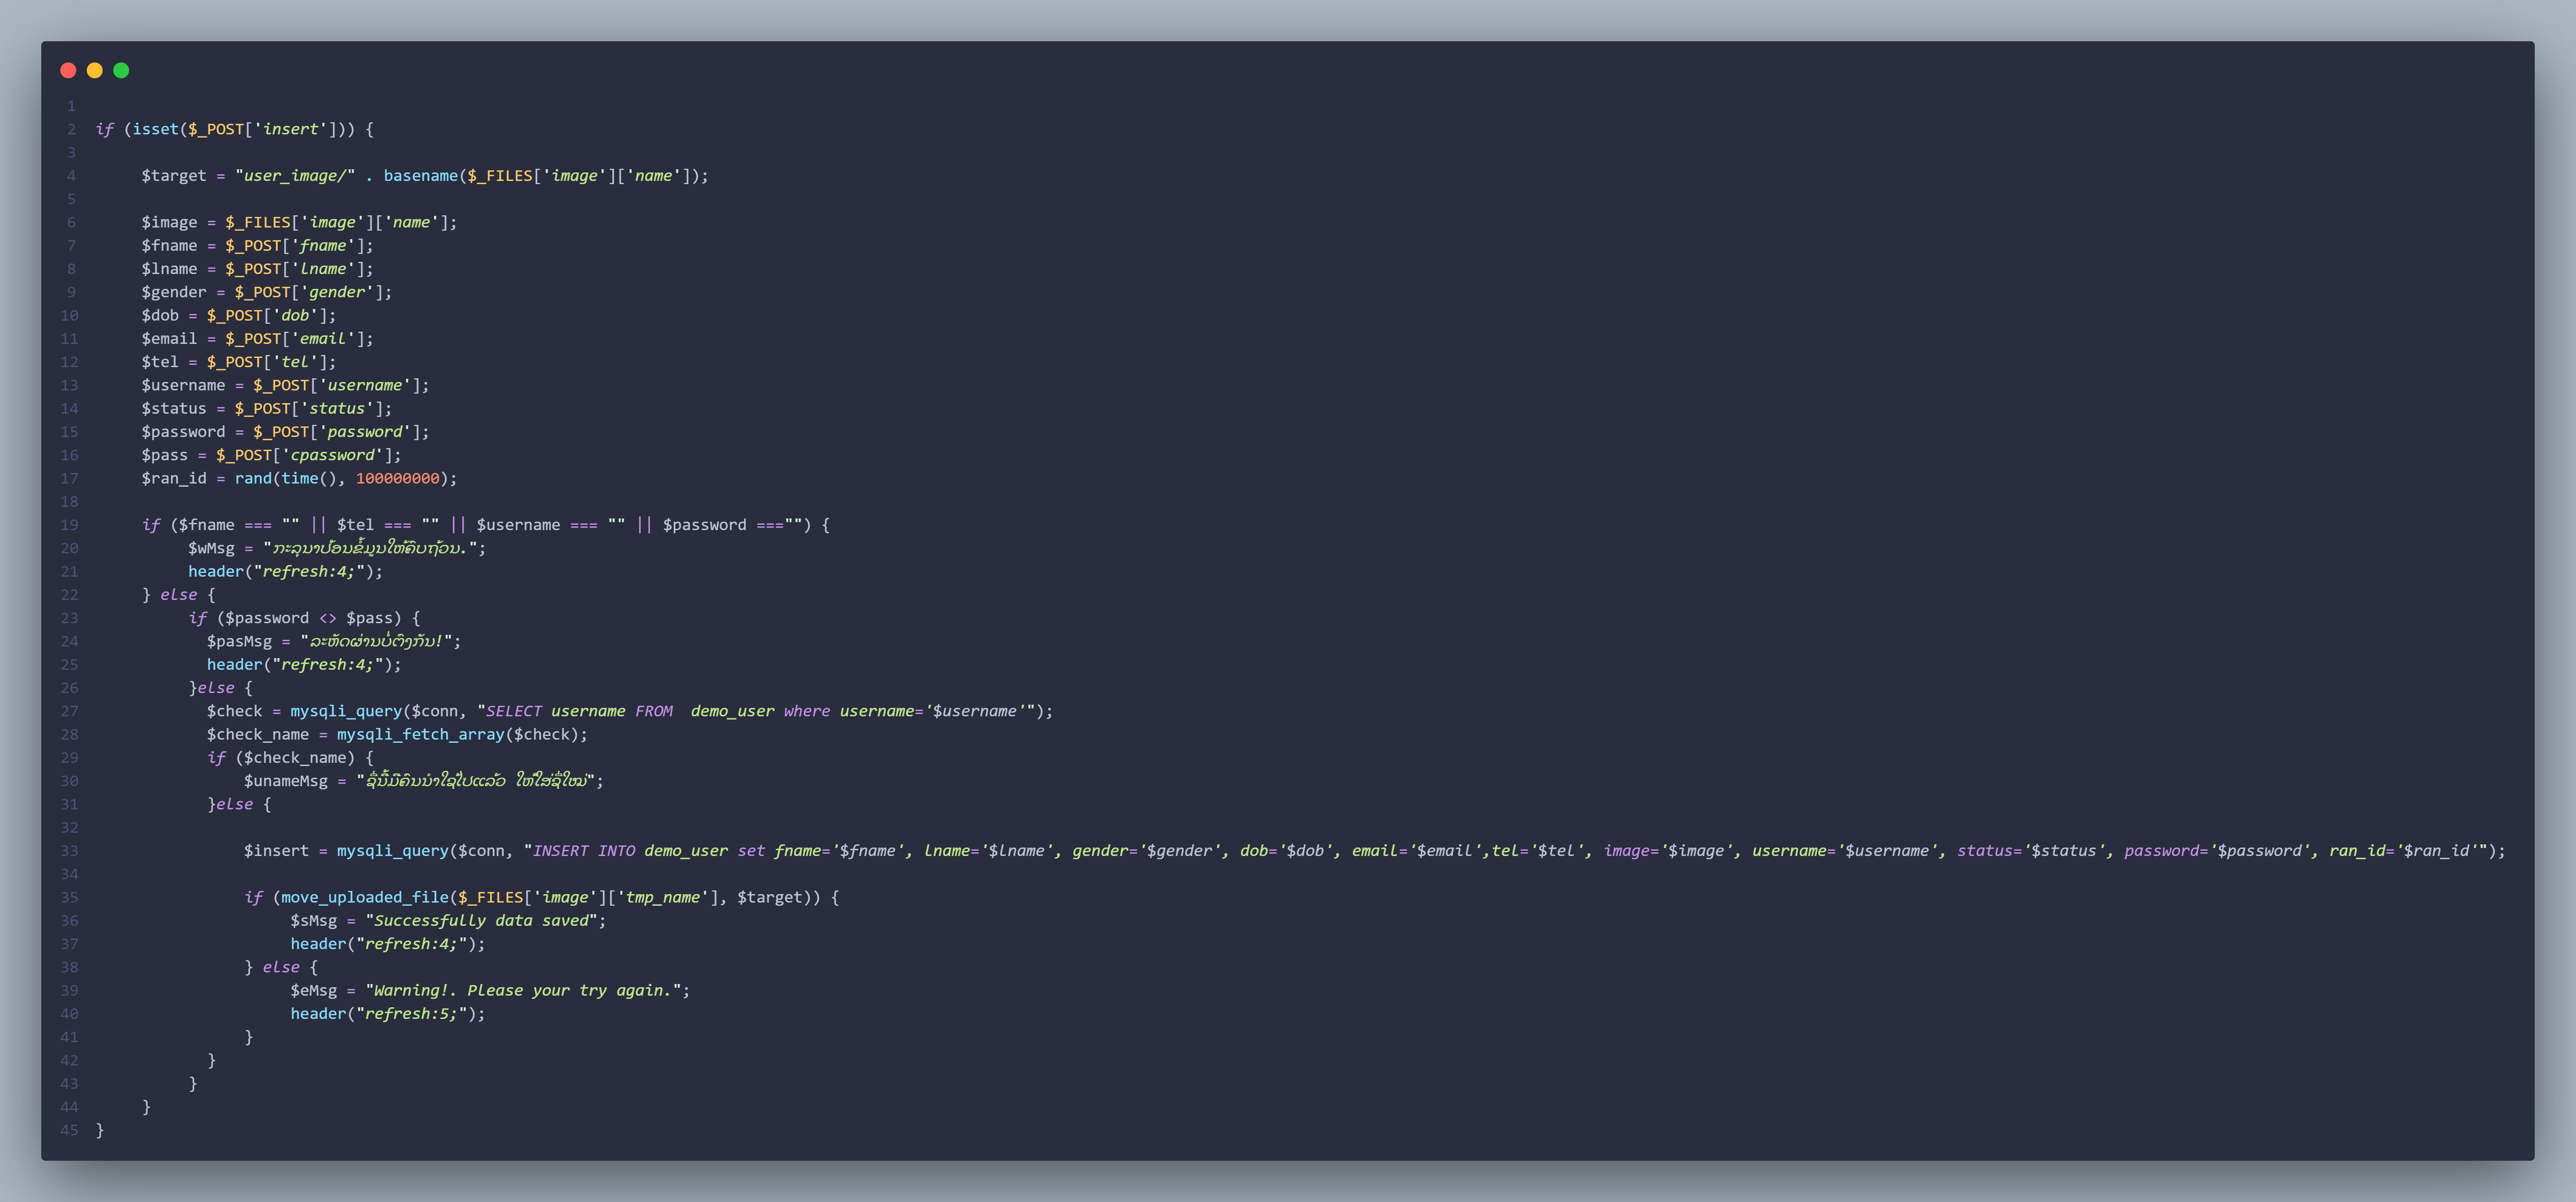 1
2 if (isset($_POST['insert'])) {
3
4 $target = "user_image/" . basename($_FILES['image']['name']);
5
6 $image = $_FILES['image']['name'];
7 $fname = $_POST['fname'];
8 $lname = $_POST['lname'];
9 $gender = $_POST['gender'];
10 $dob = $_POST['dob'];
11 $email = $_POST['email'];
12 $tel = $_POST['tel'];
13 $username = $_POST['username'];
14 $status = $_POST['status'];
15 $password = $_POST['password'];
16 $pass = $_POST['cpassword'];
17 $ran_id = rand(time(), 100000000);
18
19 if ($fname === "" || $tel === "" || $username === "" || $password ==="") {
20 $wMsg = "ກະລຸນາປ້ອນຂໍ້ມູນໃຫ້ຄົບຖ້ວນ.";
21 header("refresh:4;");
22 } else {
23 if ($password <> $pass) {
24 $pasMsg = "ລະຫັດຜ່ານບໍ່ຕົງກັນ!";
25 header("refresh:4;");
26 }else {
27 $check = mysqli_query($conn, "SELECT username FROM  demo_user where username='$username'");
28 $check_name = mysqli_fetch_array($check);
29 if ($check_name) {
30 $unameMsg = "ຊື່ນີ້ມີຄົນນຳໃຊ້ໄປແລ້ວ ໃຫ້ໃສ່ຊື່ໃໝ່";
31 }else {
32
33 $insert = mysqli_query($conn, "INSERT INTO demo_user set fname='$fname', lname='$lname', gender='$gender', dob='$dob', email='$email',tel='$tel', image='$image', username='$username', status='$status', password='$password', ran_id='$ran_id'");
34
35 if (move_uploaded_file($_FILES['image']['tmp_name'], $target)) {
36 $sMsg = "Successfully data saved";
37 header("refresh:4;");
38 } else {
39 $eMsg = "Warning!. Please your try again.";
40 header("refresh:5;");
41 }
42 }
43 }
44 }
45 }